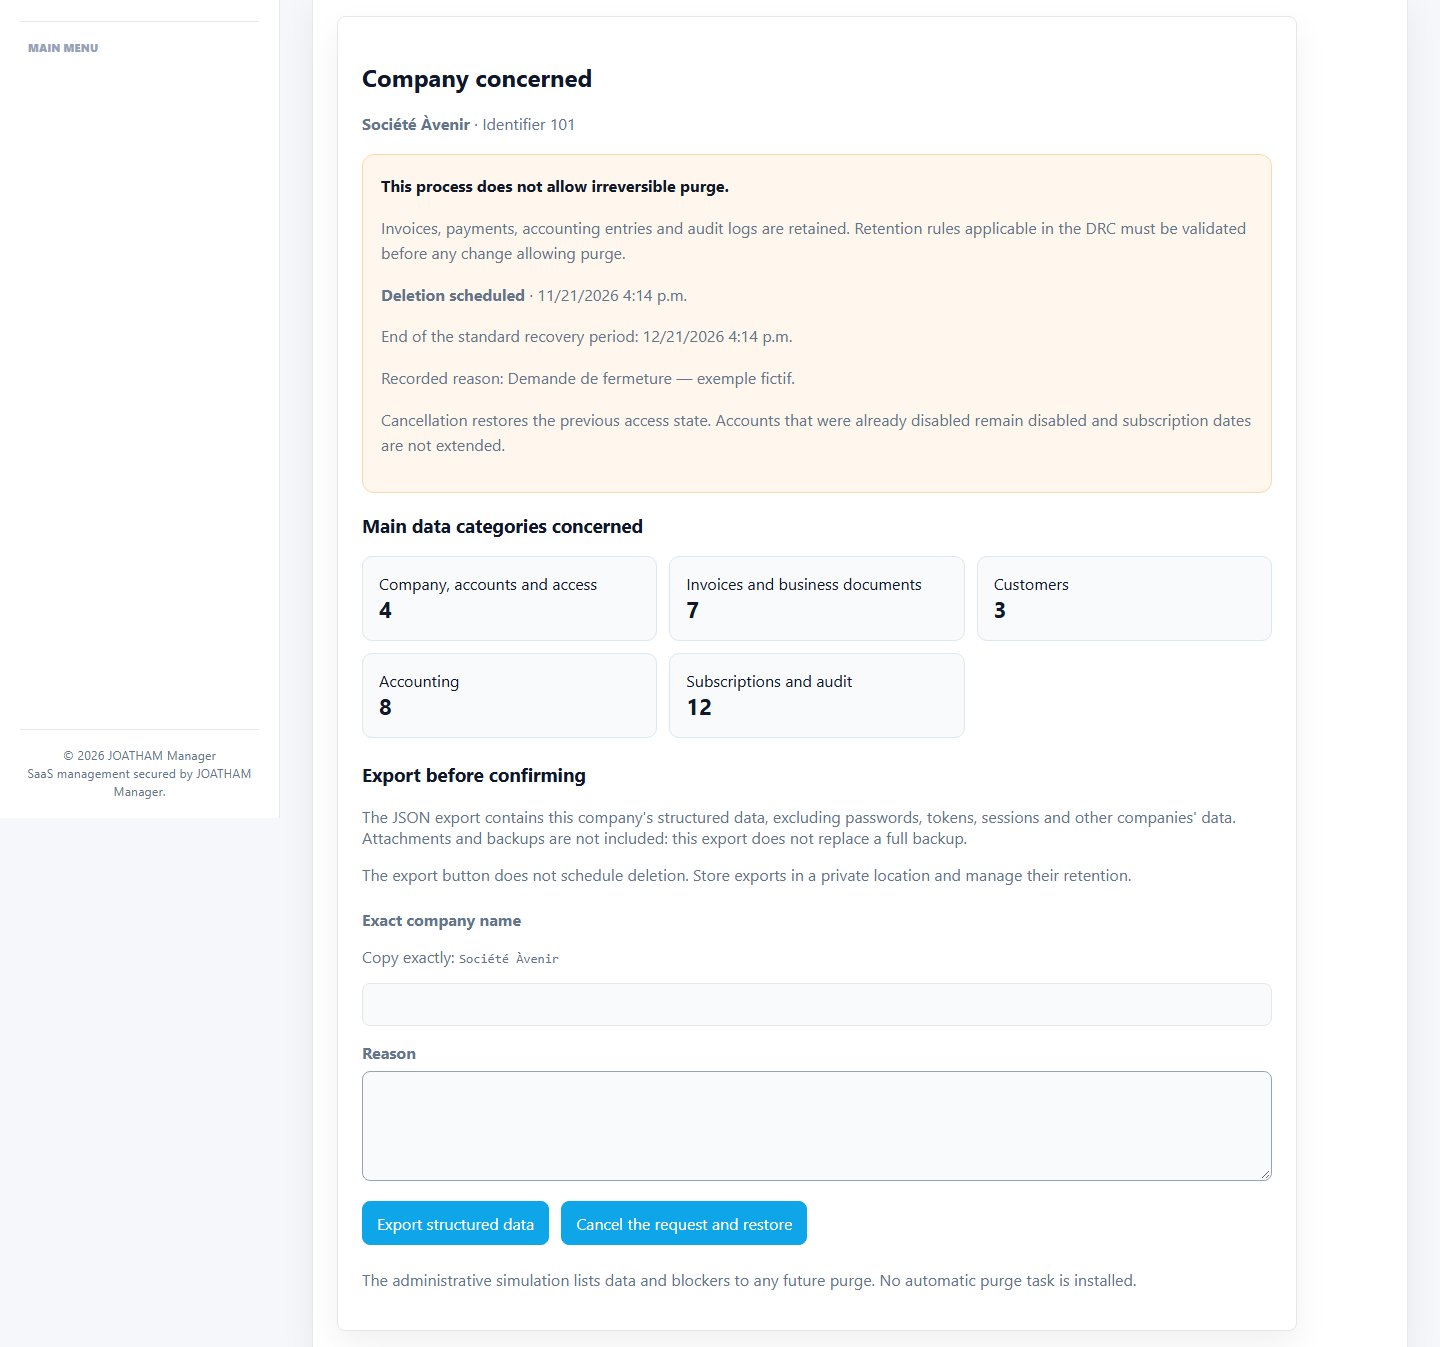 MAIN MENU
© 2026 JOATHAM Manager
SaaS management secured by JOATHAM
Manager.
Company concerned
Société Àvenir · Identifier 101
This process does not allow irreversible purge.
Invoices, payments, accounting entries and audit logs are retained. Retention rules applicable in the DRC must be validated
before any change allowing purge.
Deletion scheduled · 11/21/2026 4:14 p.m.
End of the standard recovery period: 12/21/2026 4:14 p.m.
Recorded reason: Demande de fermeture — exemple fictif.
Cancellation restores the previous access state. Accounts that were already disabled remain disabled and subscription dates
are not extended.
Main data categories concerned
Company, accounts and access
4
Invoices and business documents
7
Customers
3
Accounting
8
Subscriptions and audit
12
Export before confirming
The JSON export contains this company's structured data, excluding passwords, tokens, sessions and other companies' data.
Attachments and backups are not included: this export does not replace a full backup.
The export button does not schedule deletion. Store exports in a private location and manage their retention.
Exact company name
Copy exactly: Société Àvenir
Reason
Export structured data
Cancel the request and restore
The administrative simulation lists data and blockers to any future purge. No automatic purge task is installed.